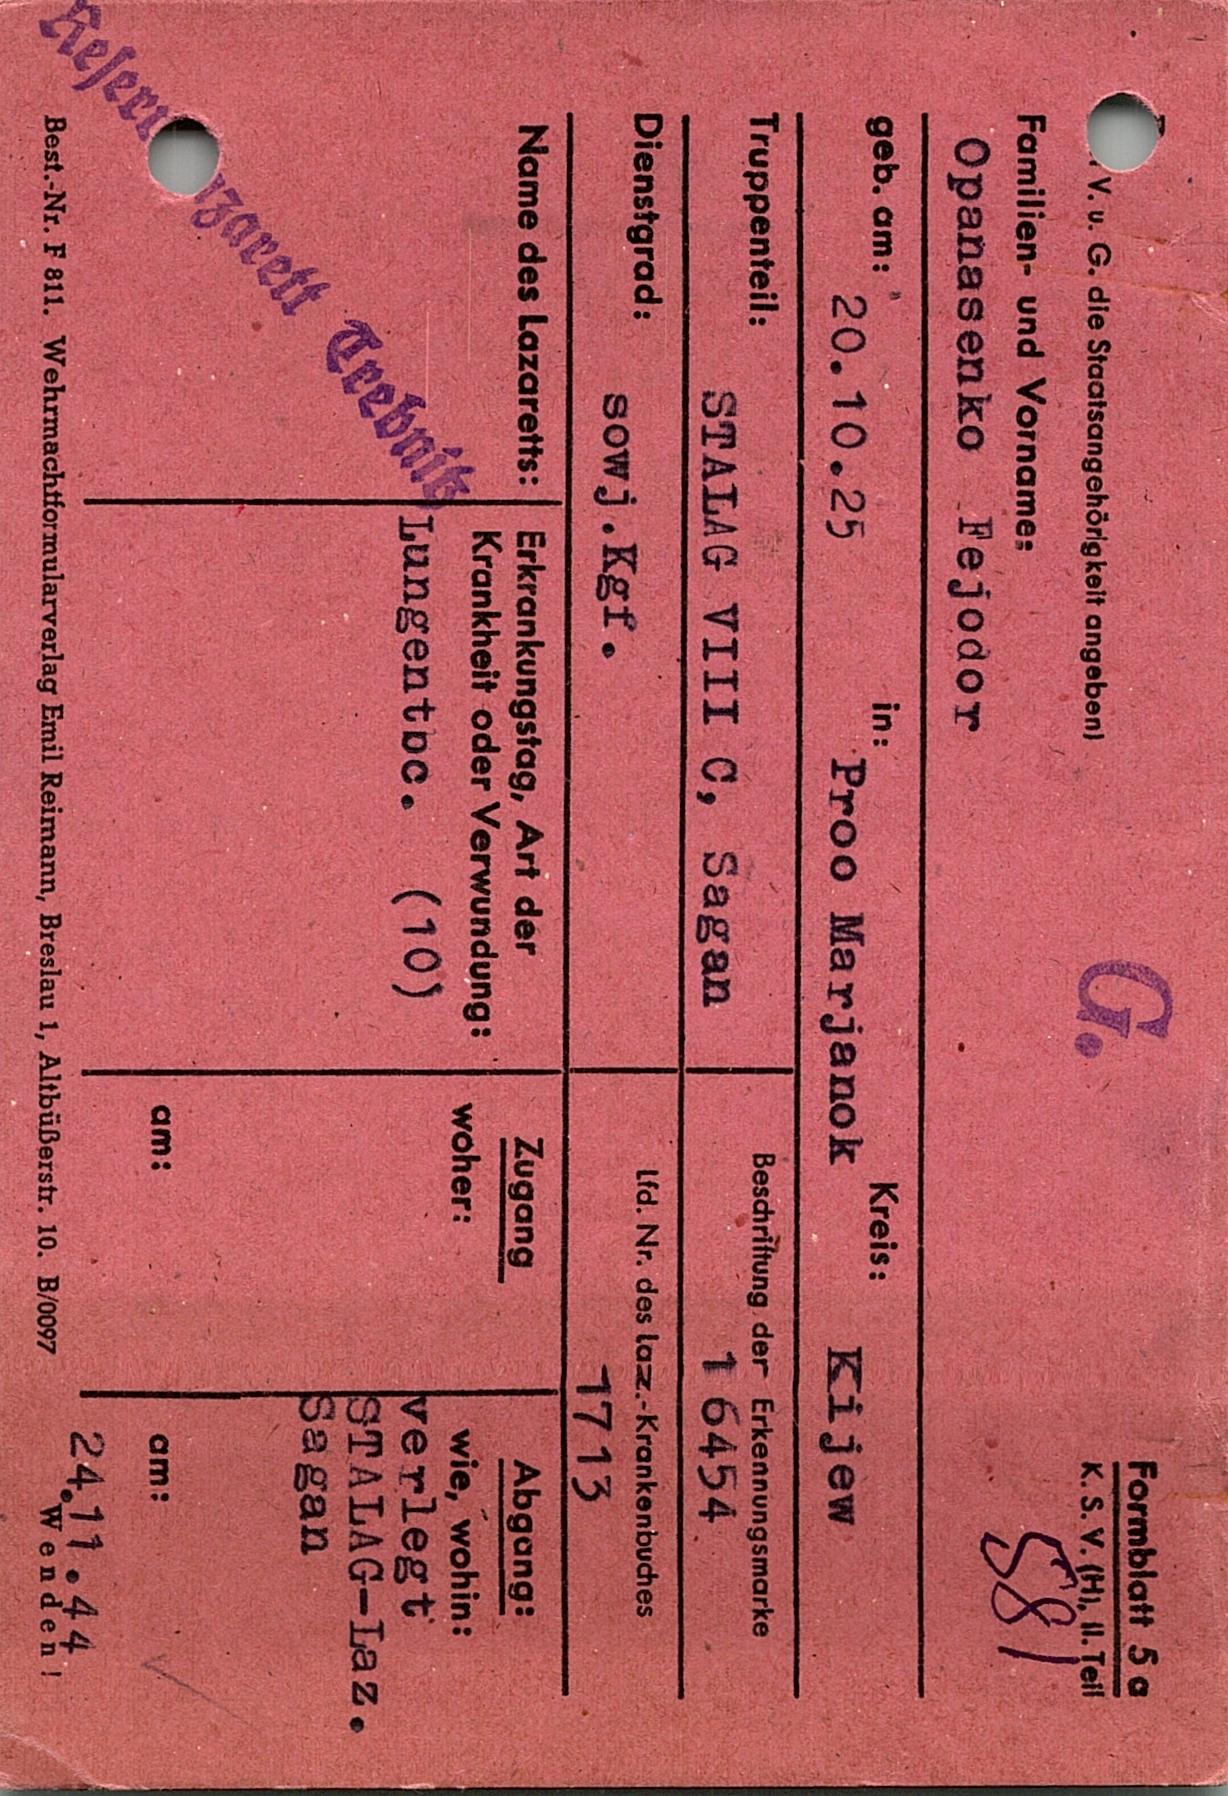 Formblatt 5a
V. u. G. die Staatsangehörigkeit angeben)
G.
K. S. V. (H), II. Teil
581
Familien- und Vorname:
Opanasenko Fejodor
geb. am:
in:
Kreis:
20.10.25
Proo Marjanok
Kijew
Truppenteil:
Beschriftung der Erkennungsmarke
STALAG VIII C, Sagan
16454
Dienstgrad:
Lfd. Nr. des Laz.-Krankenbuches
sowj.Kgf.
1713
Name des Lazaretts:
Erkrankungstag, Art der
Krankheit oder Verwundung:
Zugang
woher:
Abgang:
wie, wohin:
Trebnitz
Lungentbc. (10)
verlegt
STALAG-Laz.
Sagan
am:
am:
24.11.44
Wenden!
Best.-Nr. F 811. Wehrmachtformularverlag Emil Reimann, Breslau 1, Altbüßerstr. 10. B/0097